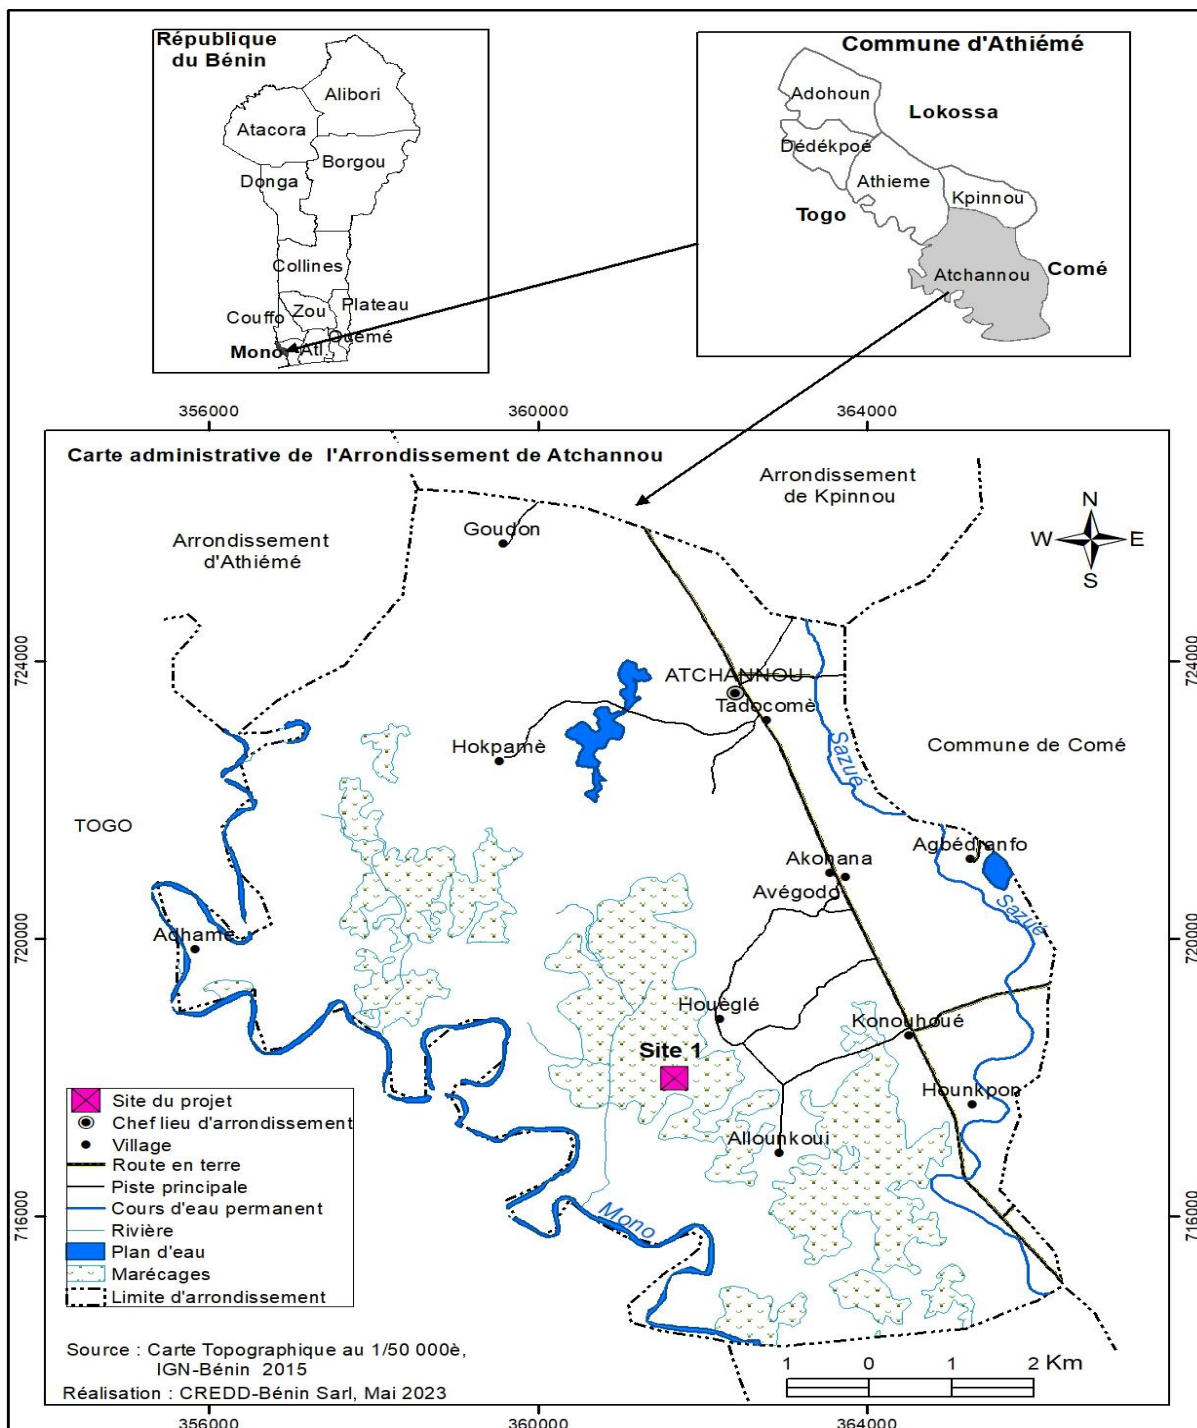 République
du Bénin
Alibori
Atacora
Borgou
Donga
Collines
Zou
Plateau
Couffo
Ouémé
Mono
Atl.
Commune d'Athiémé
Adohoun
Lokossa
Dédékpoé
Athieme
Kpinnou
Togo
Atchannou
Comé
356000
360000
364000
Carte administrative de l'Arrondissement de Atchannou
Arrondissement
de Kpinnou
Goudon
Arrondissement
d'Athiémé
N
W
E
S
724000
724000
ATCHANNOU
Tadocomè
Hokpamè
Sazué
Commune de Comé
TOGO
Akohana
Agbédranfo
Avégodo
Sazué
720000
720000
Adhamé
Houèglé
Konouhoué
Site 1
Hounkpon
Allounkoui
Mono
716000
716000
Site du projet
Chef lieu d'arrondissement
Village
Route en terre
Piste principale
Cours d'eau permanent
Rivière
Plan d'eau
Marécages
Limite d'arrondissement
Source : Carte Topographique au 1/50 000è,
IGN-Bénin 2015
Réalisation : CREDD-Bénin Sarl, Mai 2023
1 0 1 2 Km
356000
360000
364000